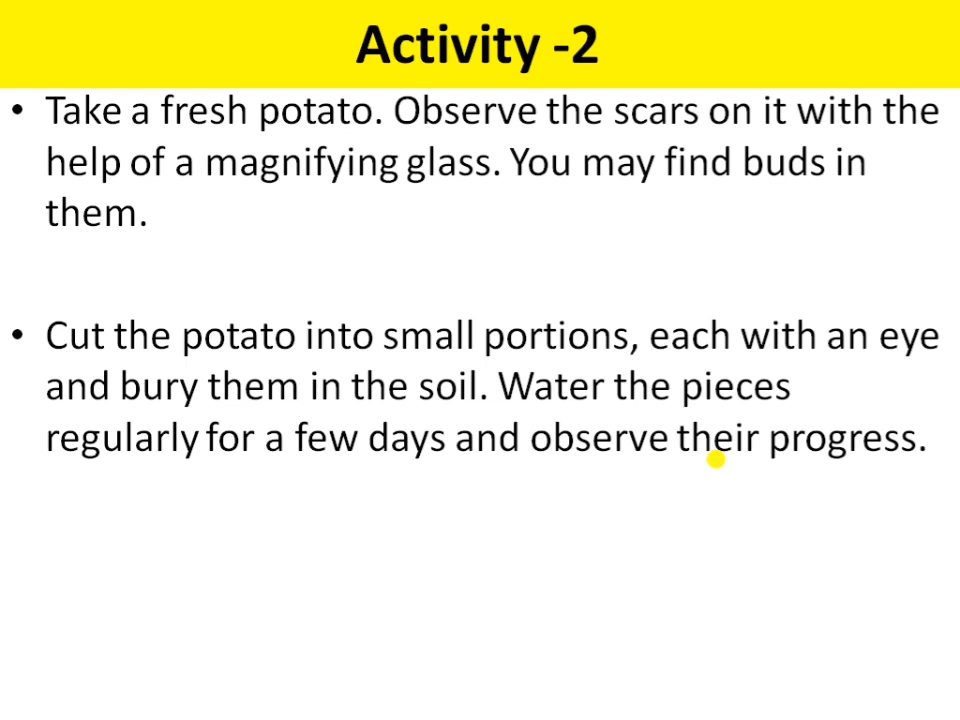 Activity -2
• Take a fresh potato. Observe the scars on it with the
help of a magnifying glass. You may find buds in
them.
• Cut the potato into small portions, each with an eye
and bury them in the soil. Water the pieces
regularly for a few days and observe their progress.